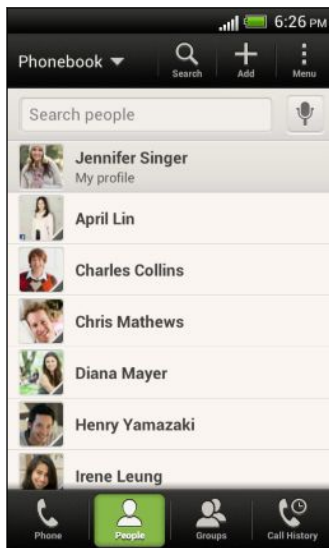 6:26 PM
Phonebook
Search
Add
Menu
Search people
Jennifer Singer
My profile
April Lin
Charles Collins
Chris Mathews
Diana Mayer
Henry Yamazaki
Irene Leung
Phone
People
Groups
Call History